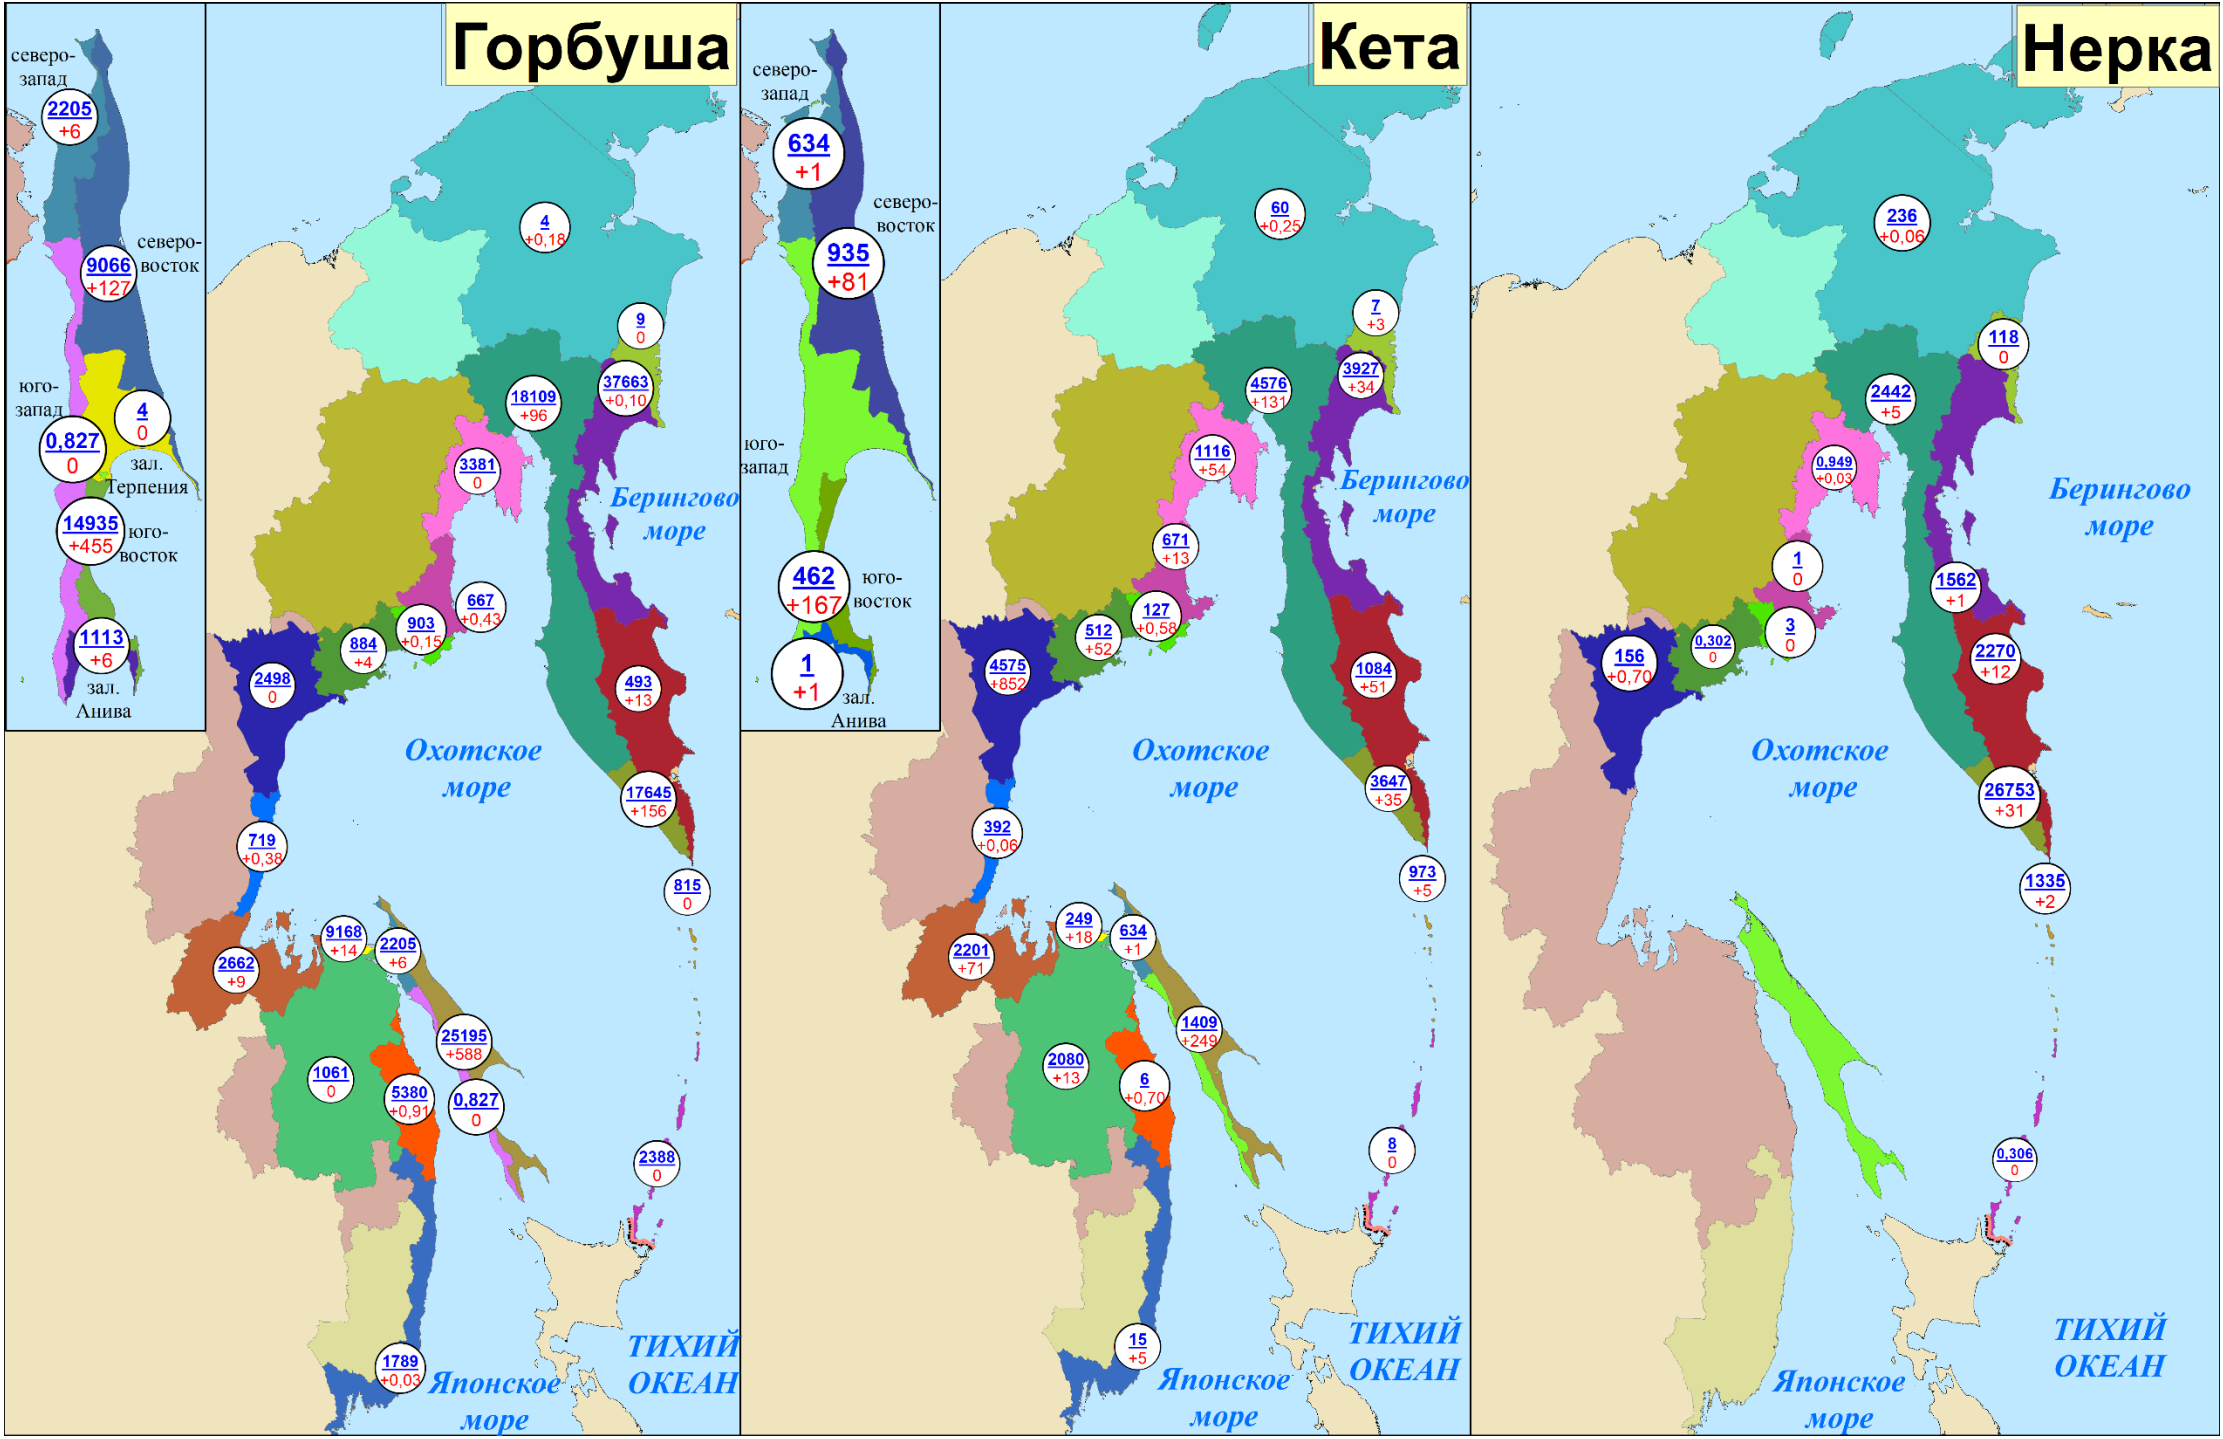 Горбуша
северо-
запад
2205
+6
северо-
восток
9066
+127
юго-
запад
0,827
0
4
0
зал.
Терпения
14935
+455
юго-
восток
1113
+6
зал.
Анива
4
+0,18
9
0
37663
+0,10
18109
+96
3381
0
Берингово
море
667
+0,43
903
+0,15
884
+4
2498
0
493
+13
Охотское
море
17645
+156
719
+0,38
815
0
9168
+14
2205
+6
2662
+9
25195
+588
1061
0
5380
+0,91
0,827
0
2388
0
ТИХИЙ
ОКЕАН
1789
+0,03
Японское
море
Кета
северо-
запад
634
+1
северо-
восток
935
+81
юго-
запад
462
+167
юго-
восток
1
+1
зал.
Анива
60
+0,25
7
+3
3927
+34
4576
+131
1116
+54
Берингово
море
671
+13
127
+0,58
512
+52
4575
+852
1084
+51
Охотское
море
3647
+35
392
+0,06
973
+5
249
+18
634
+1
2201
+71
1409
+249
2080
+13
6
+0,70
8
0
ТИХИЙ
ОКЕАН
15
+5
Японское
море
Нерка
236
+0,06
118
0
2442
+5
0,949
+0,03
Берингово
море
1
0
1562
+1
3
0
0,302
0
156
+0,70
2270
+12
Охотское
море
26753
+31
1335
+2
0,306
0
ТИХИЙ
ОКЕАН
Японское
море